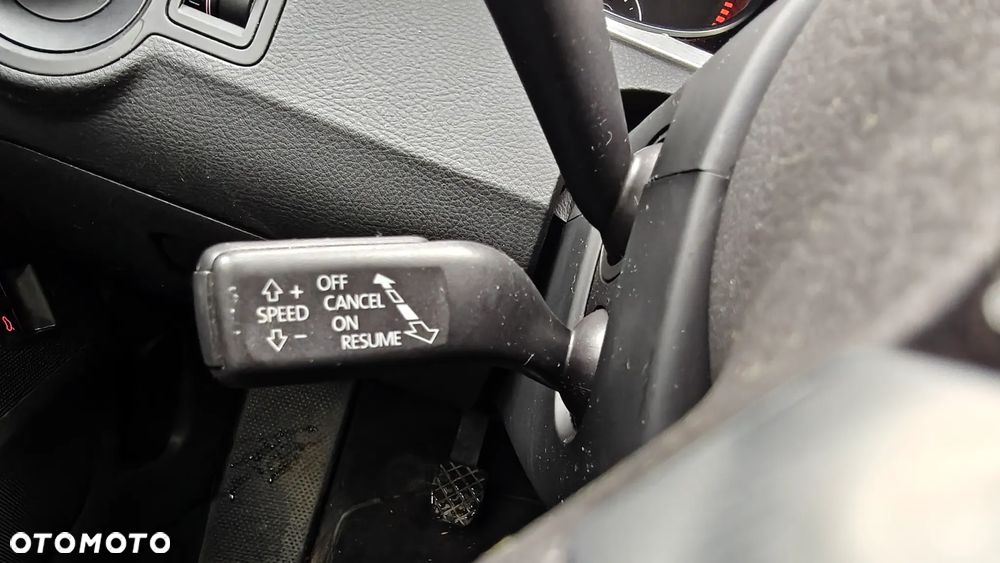 + OFF
SPEED CANCEL
- ON
RESUME
OTOMOTO